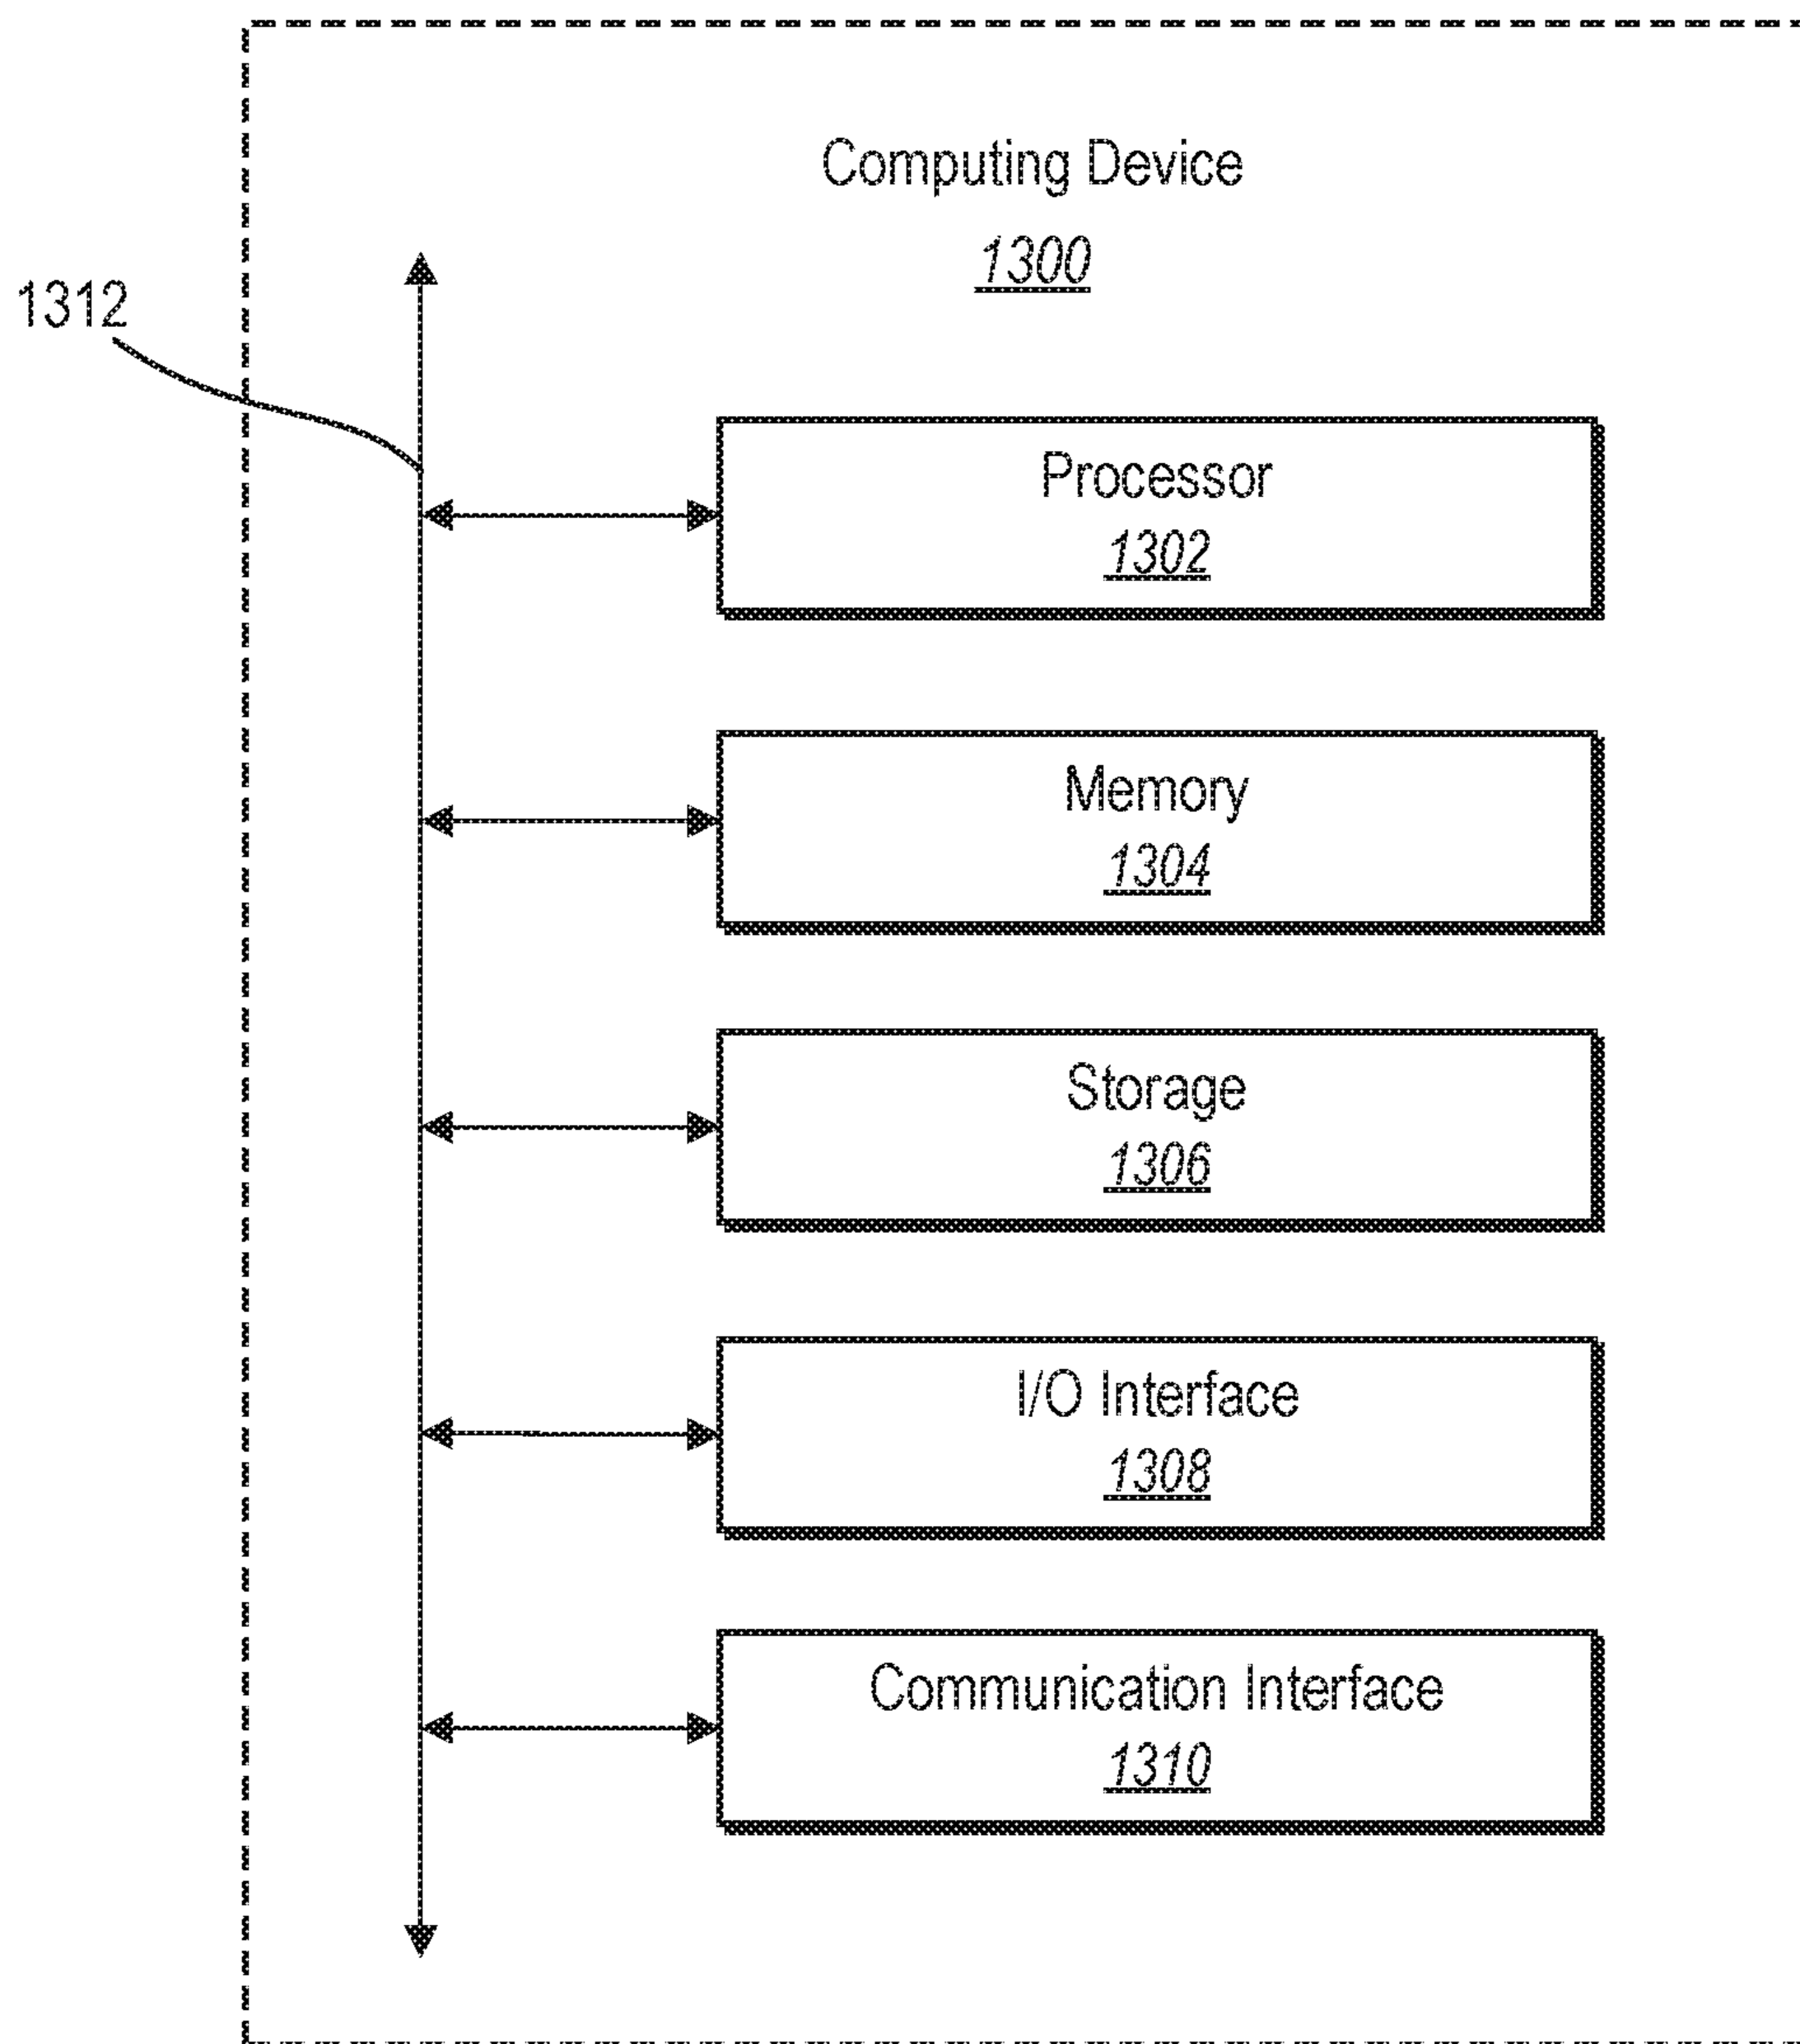 Computing Device
1300
1312
Processor
1302
Memory
1304
Storage
1306
I/O Interface
1308
Communication Interface
1310